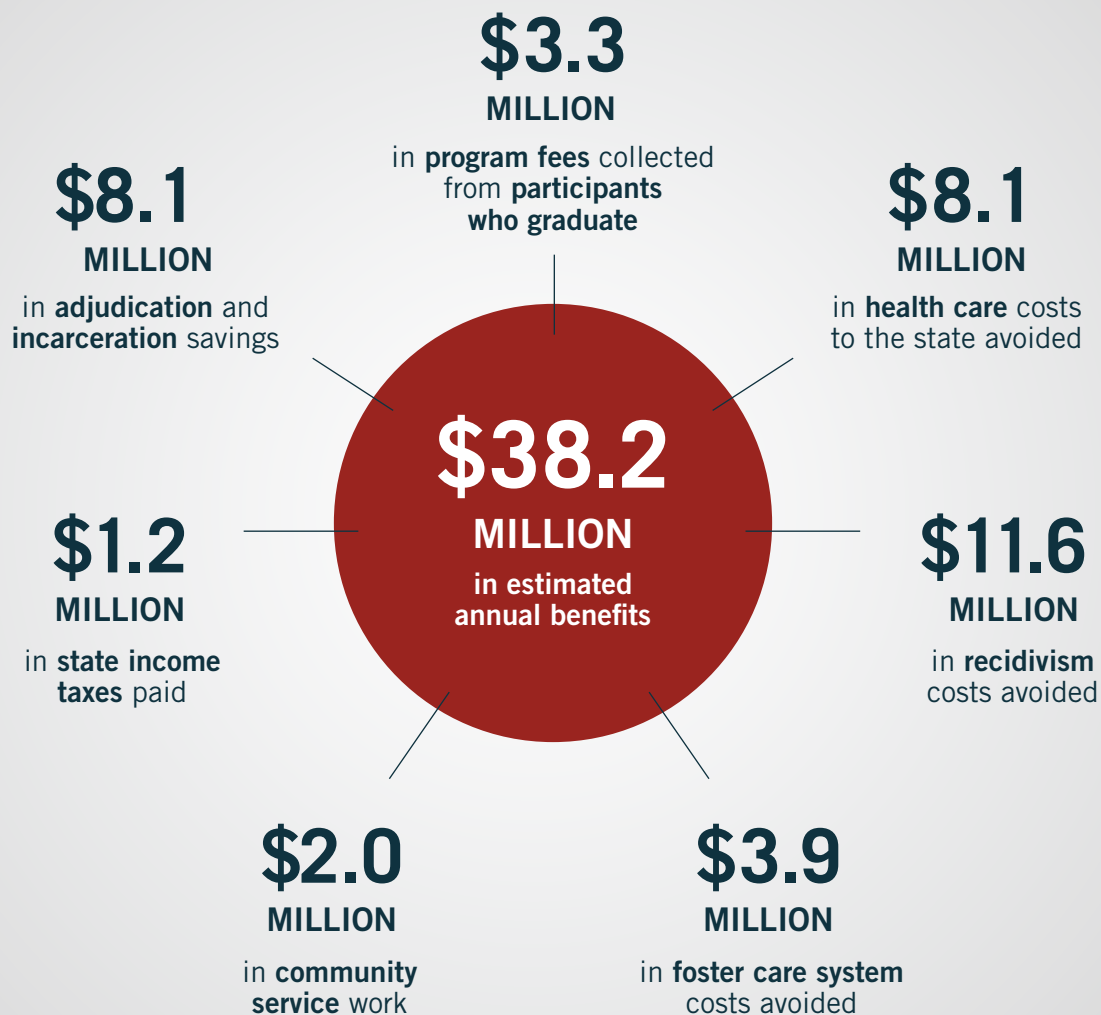 $3.3
MILLION
in program fees collected
from participants
who graduate
$8.1
MILLION
in adjudication and
incarceration savings
$8.1
MILLION
in health care costs
to the state avoided
$38.2
MILLION
in estimated
annual benefits
$1.2
MILLION
in state income
taxes paid
$11.6
MILLION
in recidivism
costs avoided
$2.0
MILLION
in community
service work
$3.9
MILLION
in foster care system
costs avoided